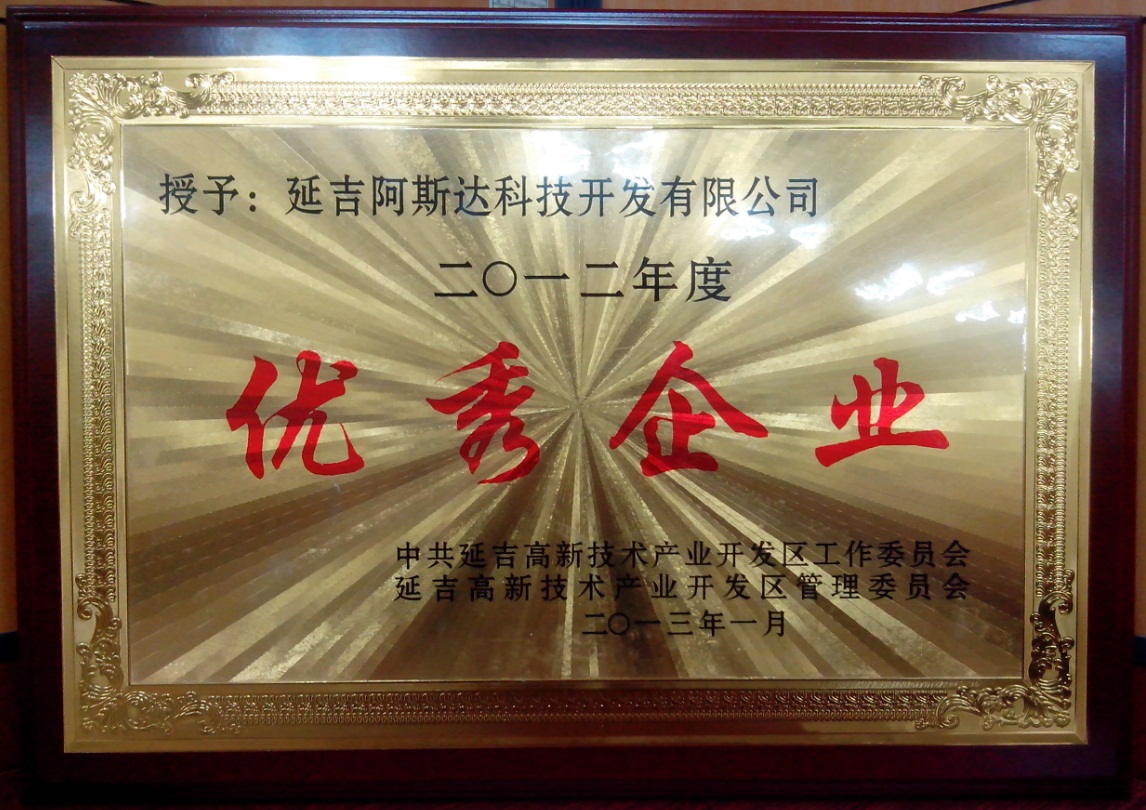 授予：延吉阿斯达科技开发有限公司
二〇一二年度
优秀企业
中共延吉高新技术产业开发区工作委员会
延吉高新技术产业开发区管理委员会
二〇一三年一月